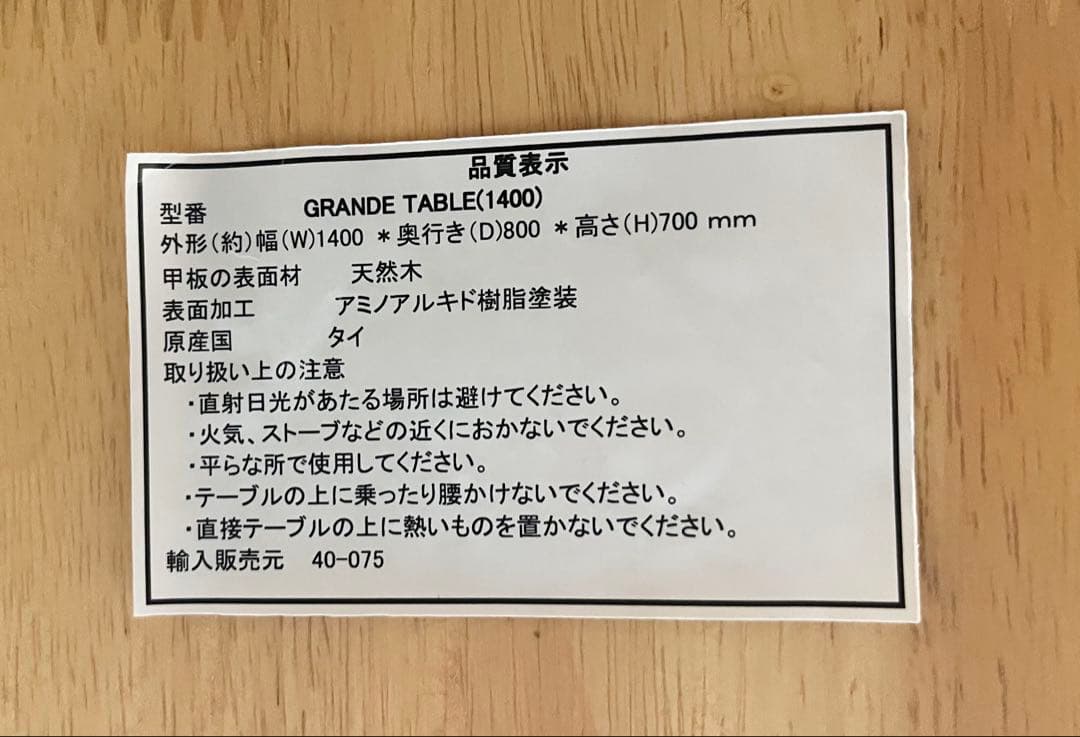 品質表示
型番 GRANDE TABLE(1400)
外形(約)幅(W)1400 *奥行き(D)800 *高さ(H)700 mm
甲板の表面材 天然木
表面加工 アミノアルキド樹脂塗装
原産国 タイ
取り扱い上の注意
・直射日光があたる場所は避けてください。
・火気、ストーブなどの近くにおかないでください。
・平らな所で使用してください。
・テーブルの上に乗ったり腰かけないでください。
・直接テーブルの上に熱いものを置かないでください。
輸入販売元 40-075